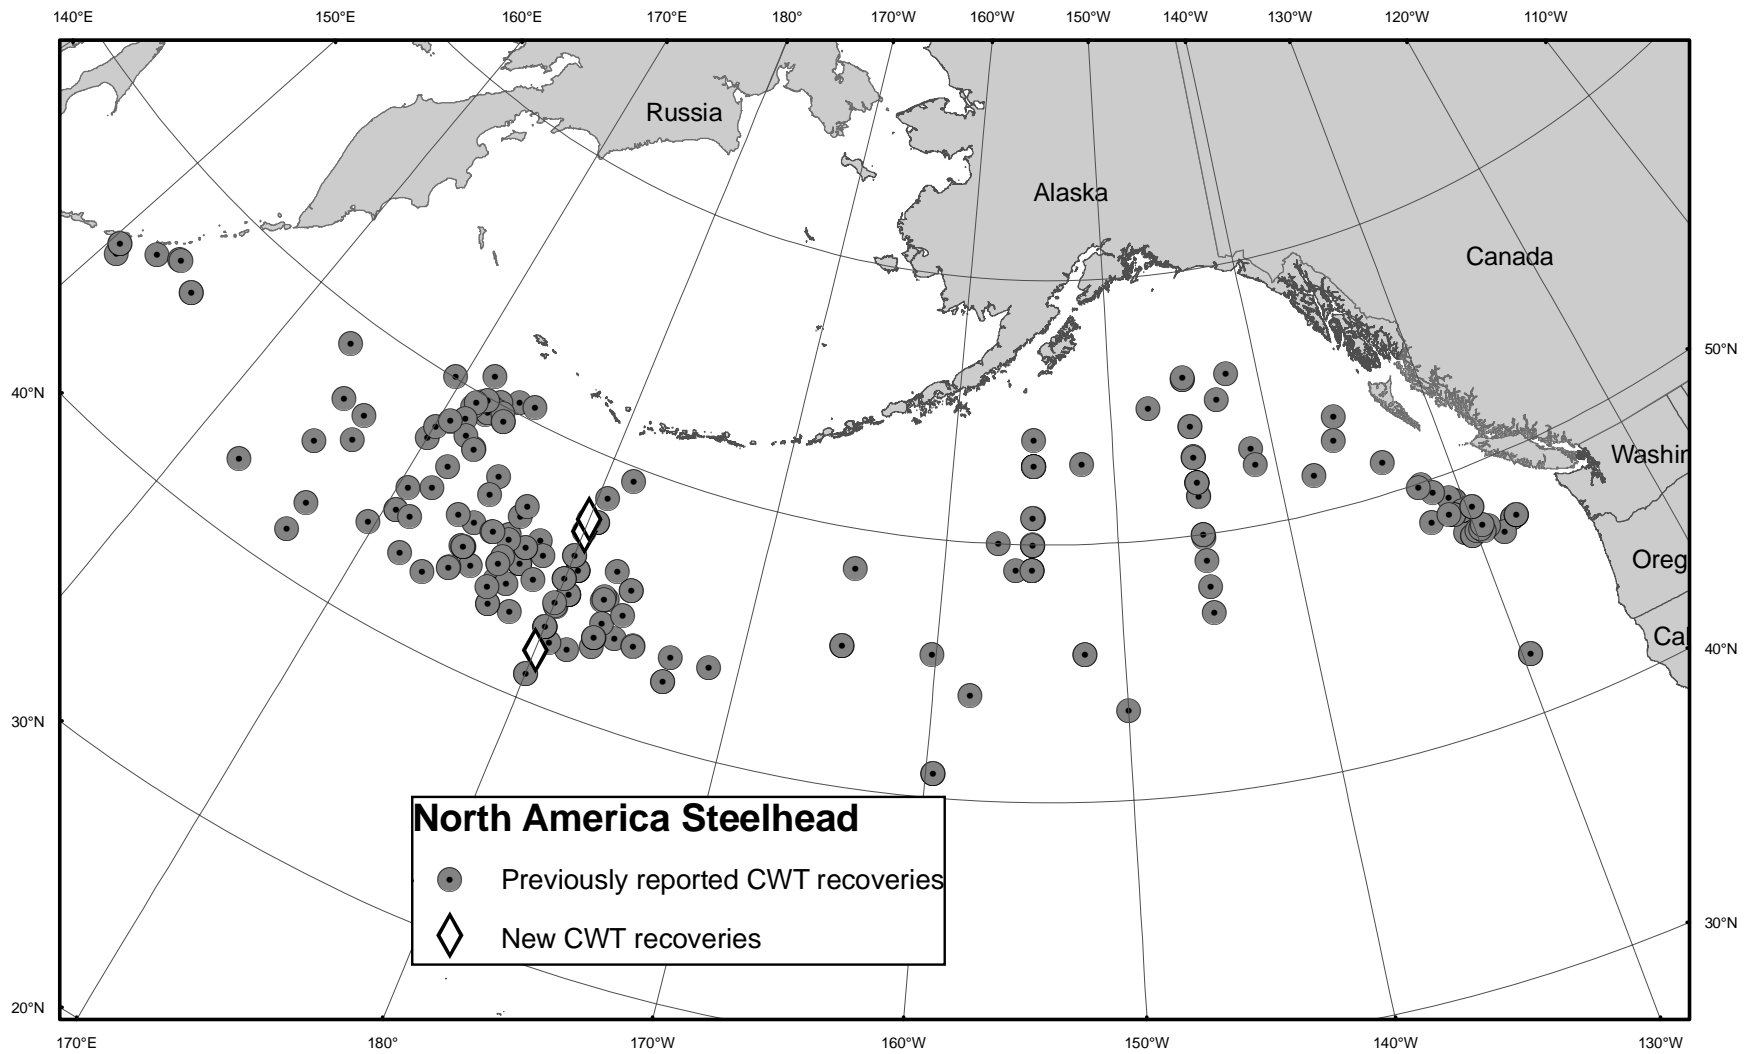 140°E 150°E 160°E 170°E 180° 170°W 160°W 150°W 140°W 130°W 120°W 110°W
Russia
Alaska
Canada
50°N
40°N
Washin
Oreg
Cal
40°N
30°N
North America Steelhead
Previously reported CWT recoveries
New CWT recoveries
30°N
20°N
170°E 180° 170°W 160°W 150°W 140°W 130°W